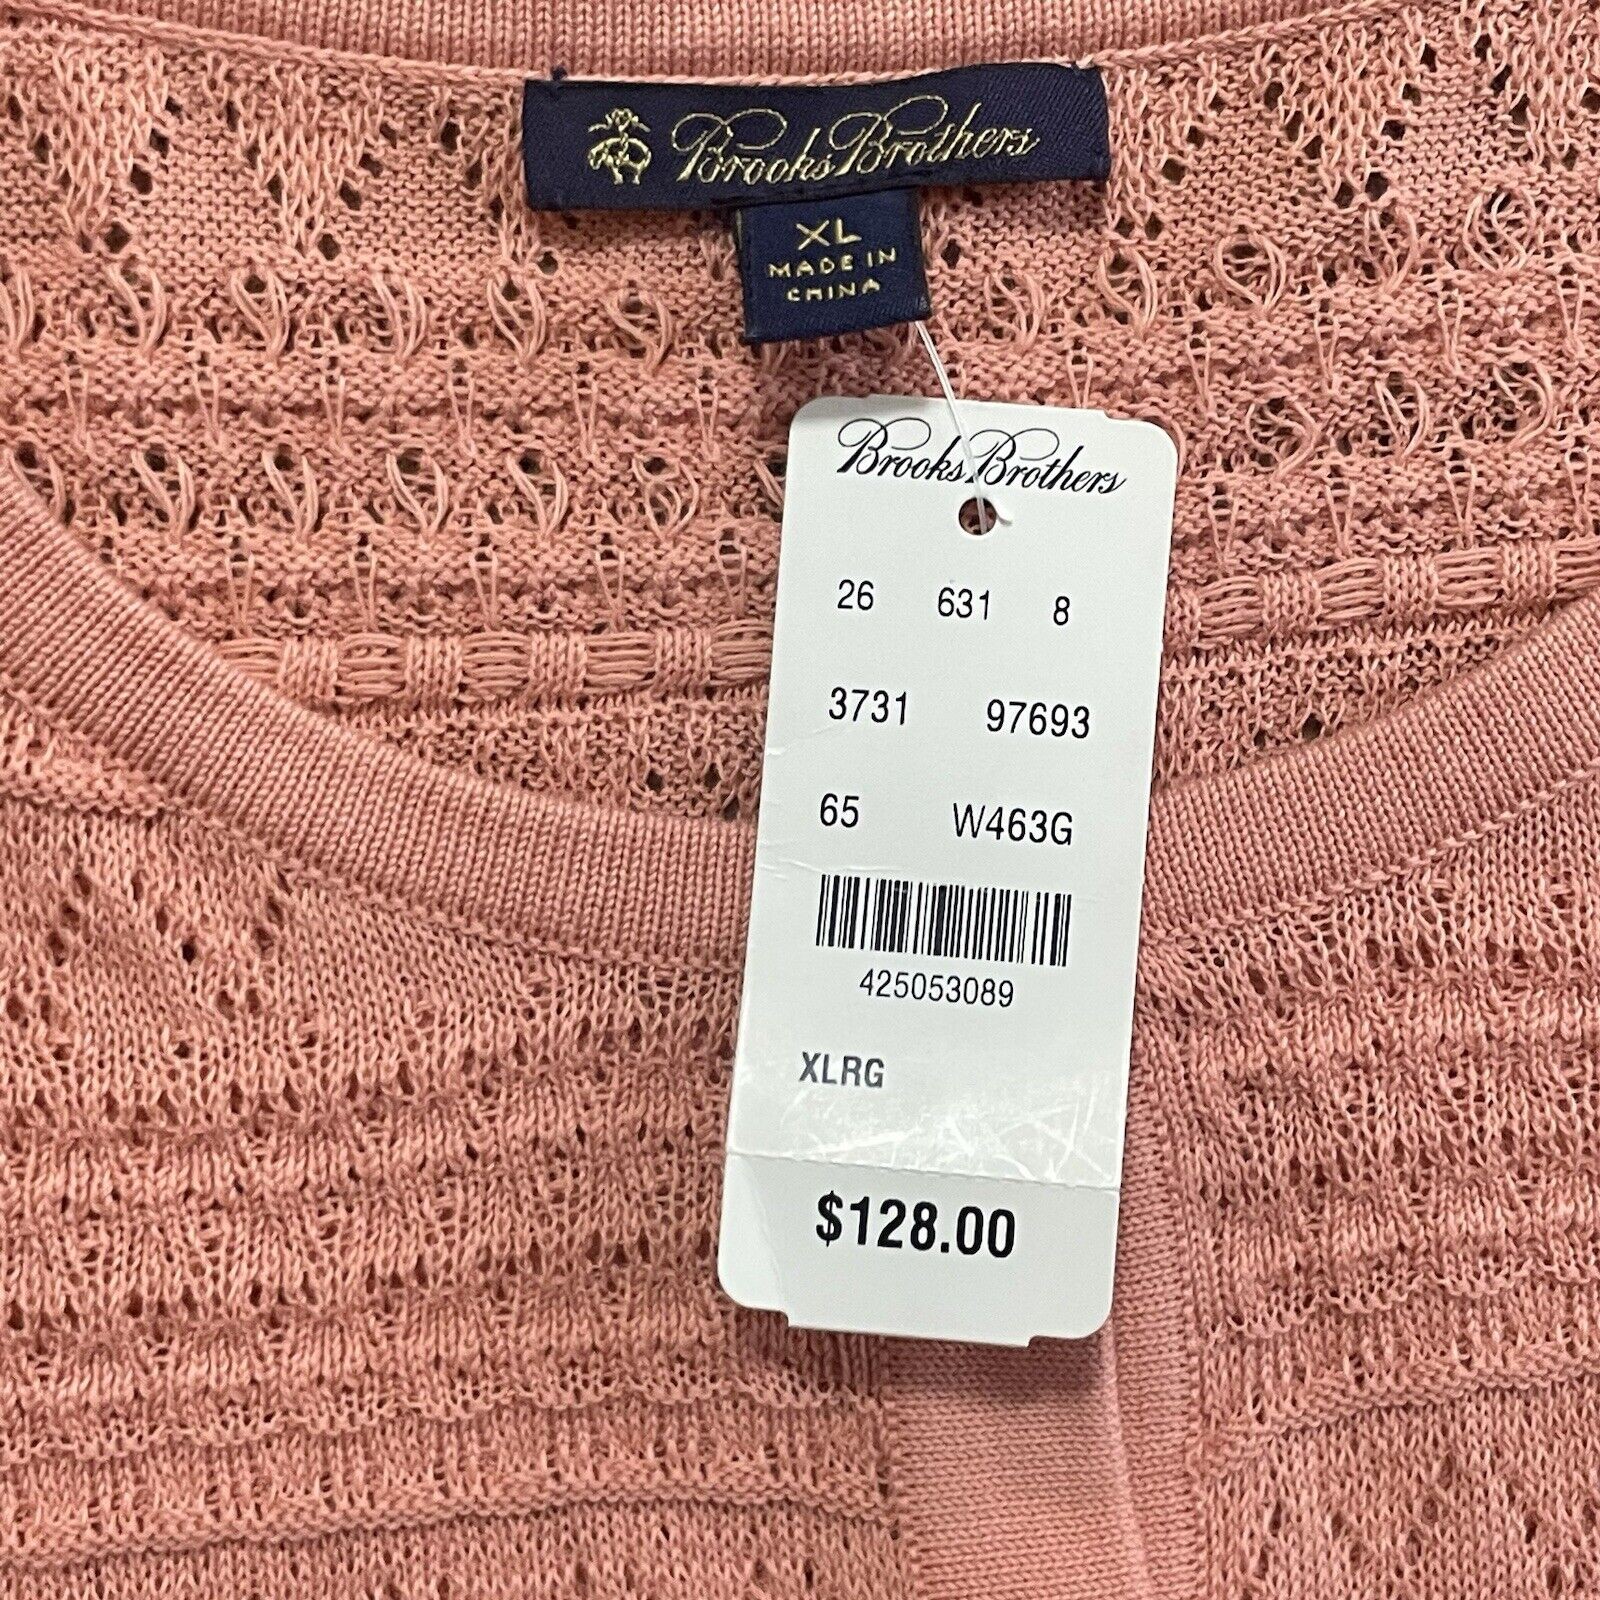 Brooks Brothers
XL
MADE IN
CHINA
Brooks Brothers
26 631 8
3731 97693
65 W463G
425053089
XLRG
$128.00